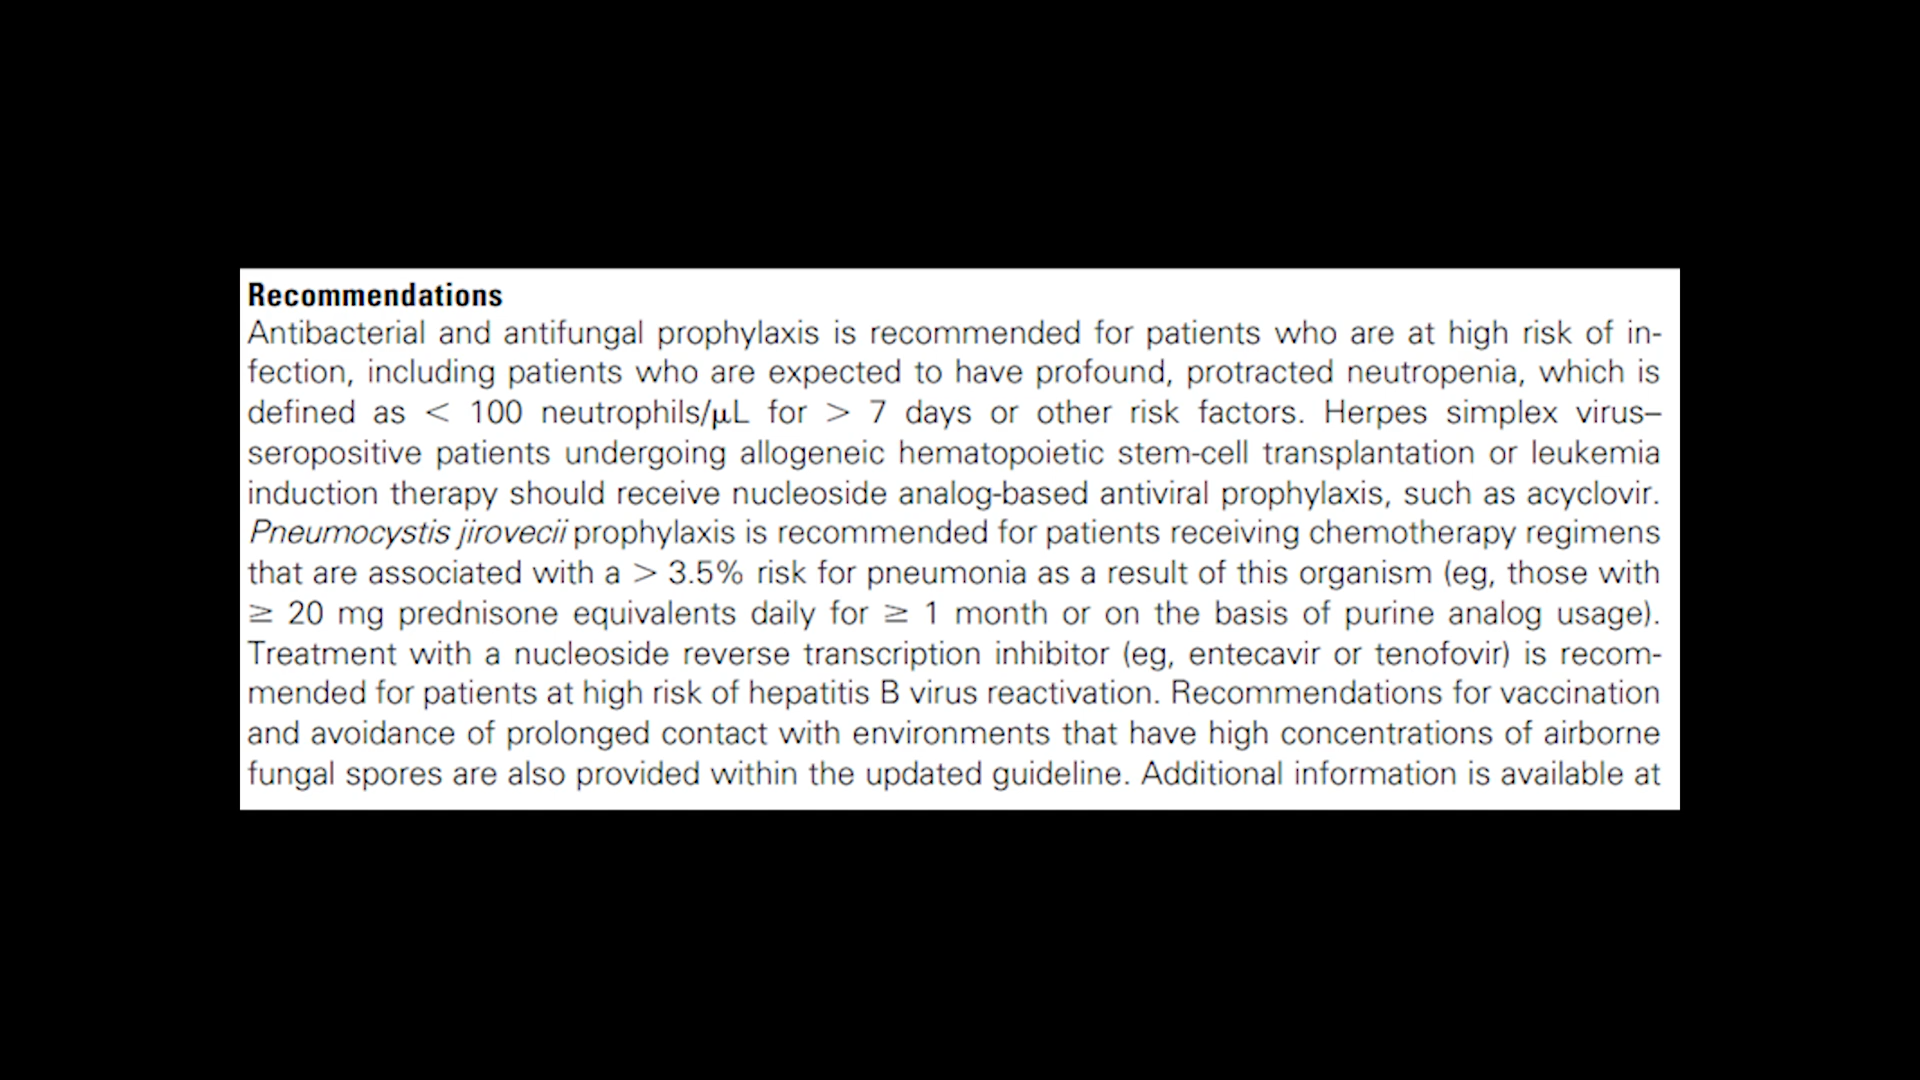 Recommendations
Antibacterial and antifungal prophylaxis is recommended for patients who are at high risk of in-
fection, including patients who are expected to have profound, protracted neutropenia, which is
defined as < 100 neutrophils/μL for > 7 days or other risk factors. Herpes simplex virus–
seropositive patients undergoing allogeneic hematopoietic stem-cell transplantation or leukemia
induction therapy should receive nucleoside analog-based antiviral prophylaxis, such as acyclovir.
Pneumocystis jirovecii prophylaxis is recommended for patients receiving chemotherapy regimens
that are associated with a > 3.5% risk for pneumonia as a result of this organism (eg, those with
≥ 20 mg prednisone equivalents daily for ≥ 1 month or on the basis of purine analog usage).
Treatment with a nucleoside reverse transcription inhibitor (eg, entecavir or tenofovir) is recom-
mended for patients at high risk of hepatitis B virus reactivation. Recommendations for vaccination
and avoidance of prolonged contact with environments that have high concentrations of airborne
fungal spores are also provided within the updated guideline. Additional information is available at